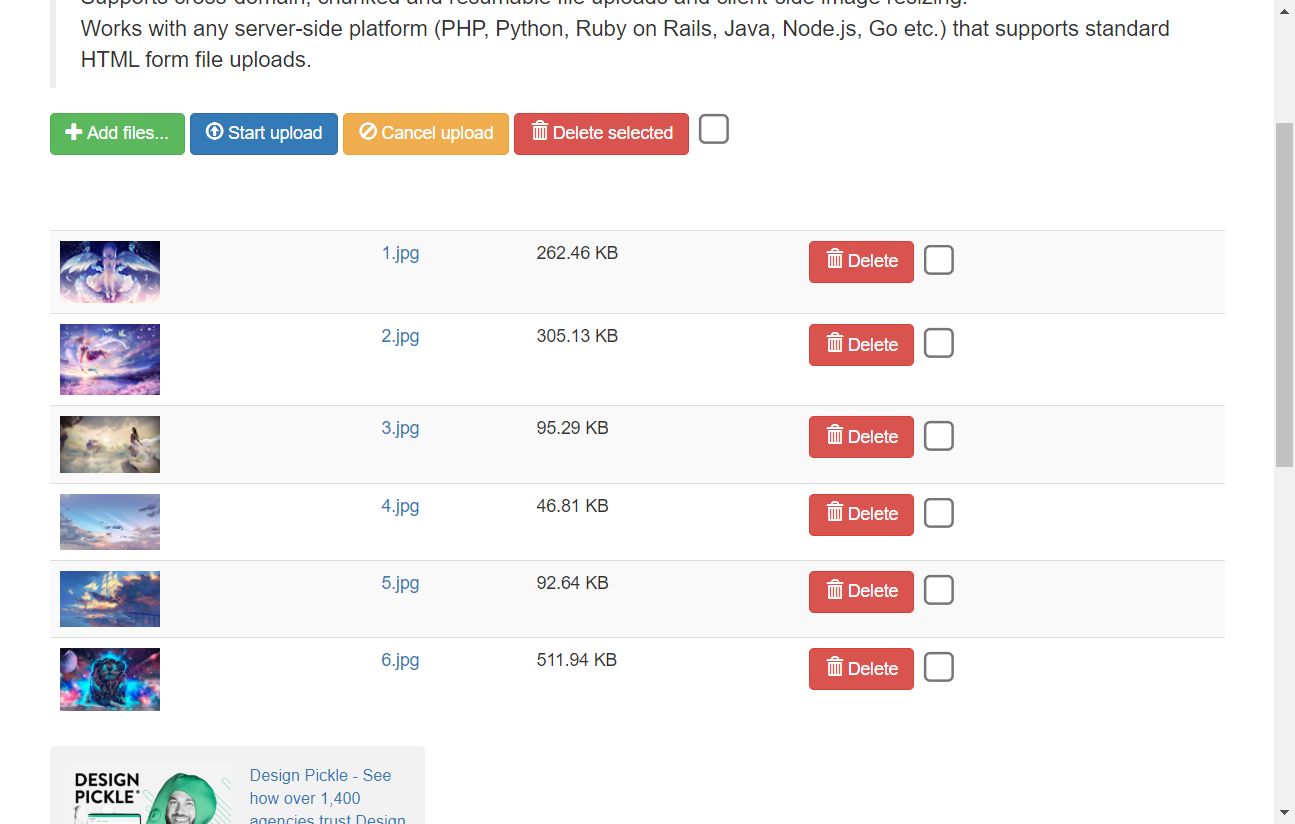 Supports cross-domain, chunked and resumable file uploads and client-side image resizing.
Works with any server-side platform (PHP, Python, Ruby on Rails, Java, Node.js, Go etc.) that supports standard
HTML form file uploads.
Add files... Start upload Cancel upload Delete selected
1.jpg 262.46 KB Delete
2.jpg 305.13 KB Delete
3.jpg 95.29 KB Delete
4.jpg 46.81 KB Delete
5.jpg 92.64 KB Delete
6.jpg 511.94 KB Delete
DESIGN
PICKLE®
Design Pickle - See
how over 1,400
agencies trust Design